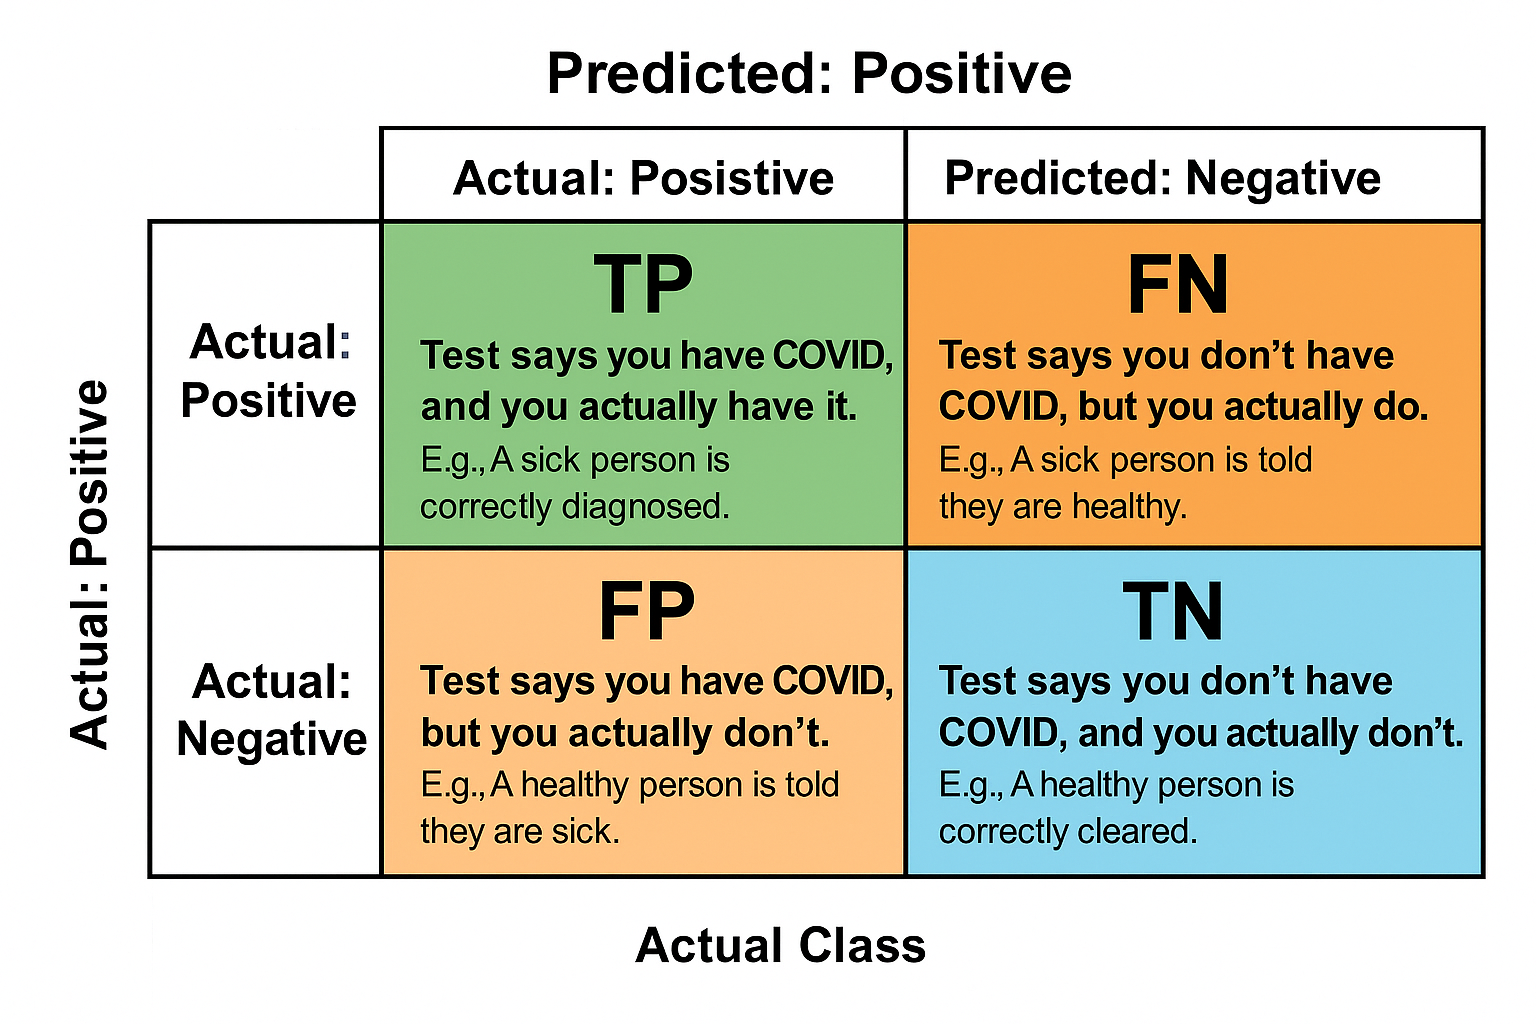 Predicted: Positive
Actual: Posistive
Predicted: Negative
Actual: Positive
Actual:
Positive
TP
Test says you have COVID,
and you actually have it.
E.g., A sick person is
correctly diagnosed.
FN
Test says you don’t have
COVID, but you actually do.
E.g., A sick person is told
they are healthy.
Actual:
Negative
FP
Test says you have COVID,
but you actually don’t.
E.g., A healthy person is told
they are sick.
TN
Test says you don’t have
COVID, and you actually don’t.
E.g., A healthy person is
correctly cleared.
Actual Class